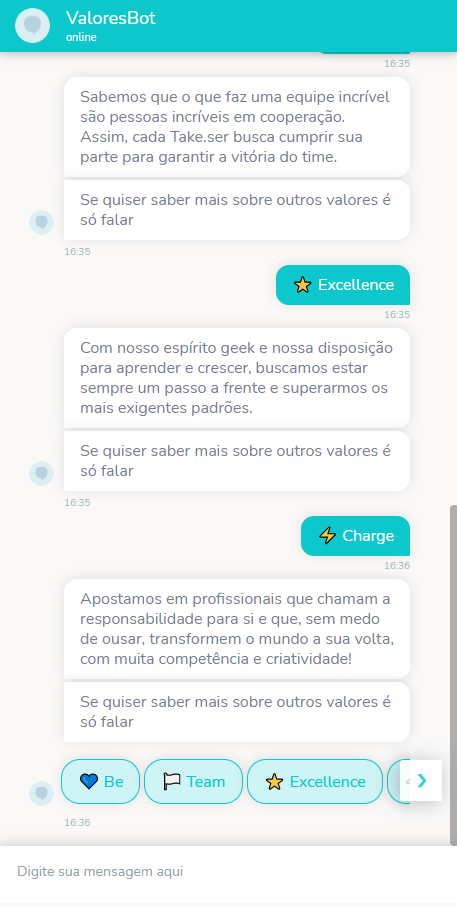 ValoresBot
online
16:35
Sabemos que o que faz uma equipe incrível
são pessoas incríveis em cooperação.
Assim, cada Take.ser busca cumprir sua
parte para garantir a vitória do time.
Se quiser saber mais sobre outros valores é
só falar
16:35
Excellence
16:35
Com nosso espírito geek e nossa disposição
para aprender e crescer, buscamos estar
sempre um passo a frente e superarmos os
mais exigentes padrões.
Se quiser saber mais sobre outros valores é
só falar
16:35
Charge
16:36
Apostamos em profissionais que chamam a
responsabilidade para si e que, sem medo
de ousar, transformem o mundo a sua volta,
com muita competência e criatividade!
Se quiser saber mais sobre outros valores é
só falar
Be Team Excellence
16:36
Digite sua mensagem aqui